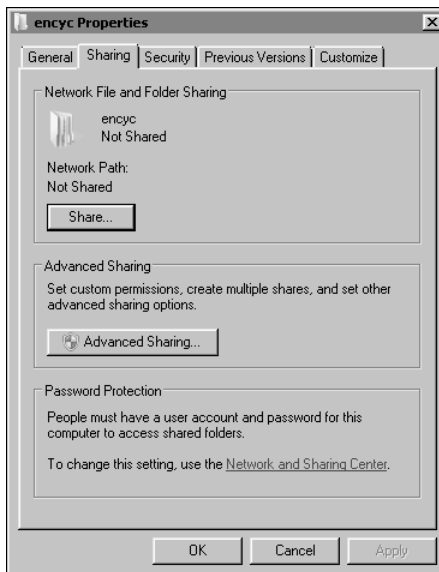 encyc Properties
General
Sharing
Security
Previous Versions
Customize
Network File and Folder Sharing
encyc
Not Shared
Network Path:
Not Shared
Share...
Advanced Sharing
Set custom permissions, create multiple shares, and set other
advanced sharing options.
Advanced Sharing...
Password Protection
People must have a user account and password for this
computer to access shared folders.
To change this setting, use the Network and Sharing Center.
OK
Cancel
Apply